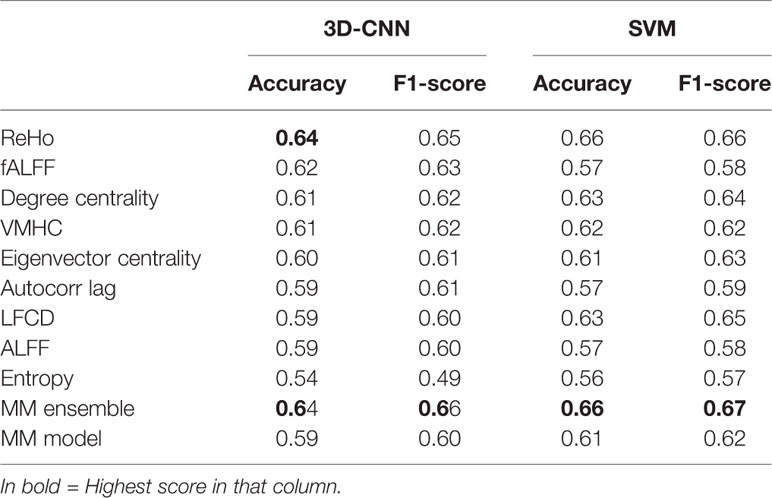 3D-CNN SVM
Accuracy F1-score Accuracy F1-score
ReHo 0.64 0.65 0.66 0.66
fALFF 0.62 0.63 0.57 0.58
Degree centrality 0.61 0.62 0.63 0.64
VMHC 0.61 0.62 0.62 0.62
Eigenvector centrality 0.60 0.61 0.61 0.63
Autocorr lag 0.59 0.61 0.57 0.59
LFCD 0.59 0.60 0.63 0.65
ALFF 0.59 0.60 0.57 0.58
Entropy 0.54 0.49 0.56 0.57
MM ensemble 0.64 0.66 0.66 0.67
MM model 0.59 0.60 0.61 0.62
In bold = Highest score in that column.